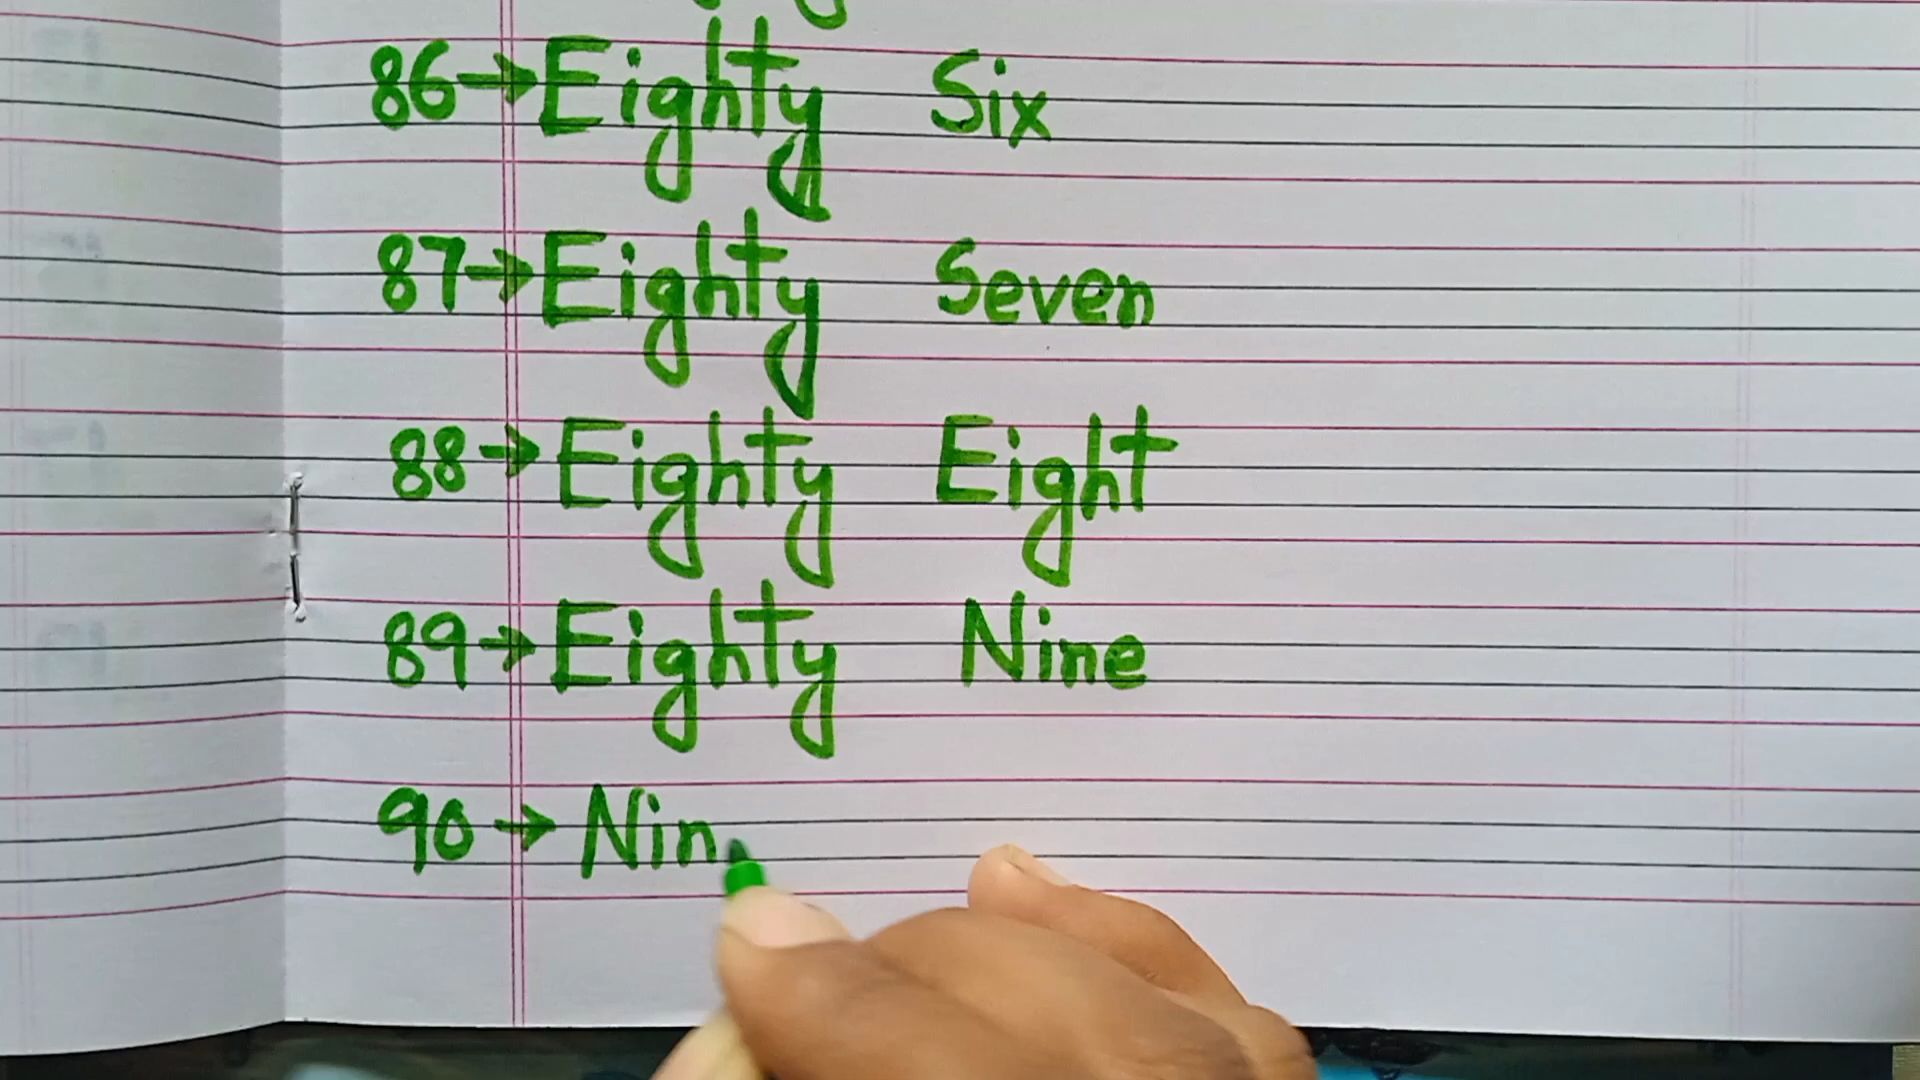 86→Eighty Six
87→Eighty Seven
88→Eighty Eight
89→Eighty Nine
90→Nin